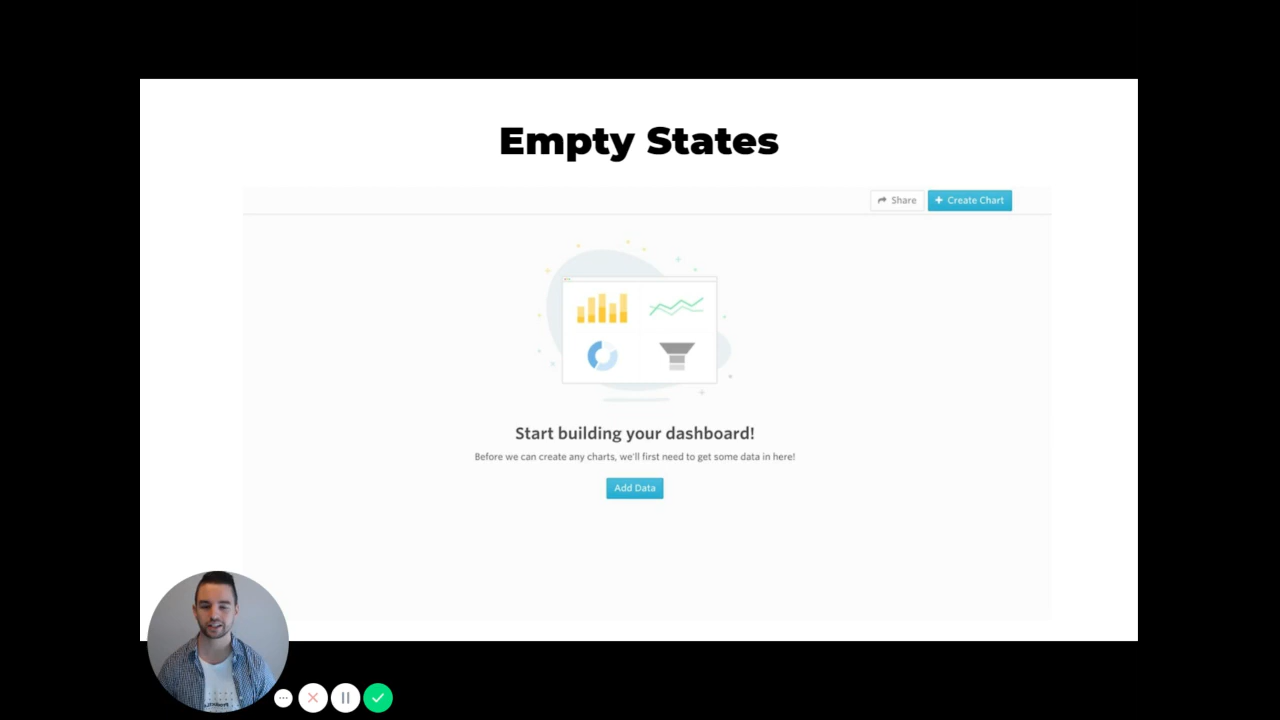 Empty States
Share
Create Chart
Start building your dashboard!
Before we can create any charts, we'll first need to get some data in here!
Add Data